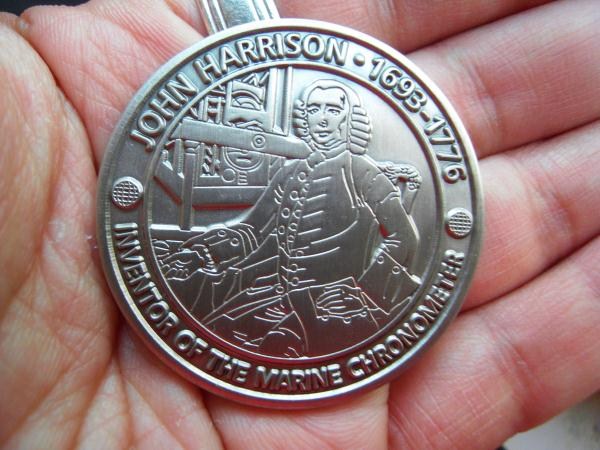 JOHN HARRISON • 1693-1776
INVENTOR OF THE MARINE CHRONOMETER